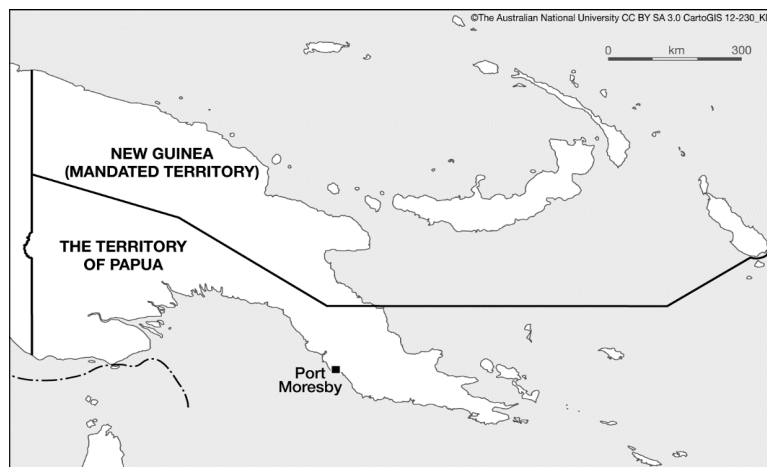 ©The Australian National University CC BY SA 3.0 CartoGIS 12-230_KD
0 km 300
NEW GUINEA
(MANDATED TERRITORY)
THE TERRITORY
OF PAPUA
Port
Moresby